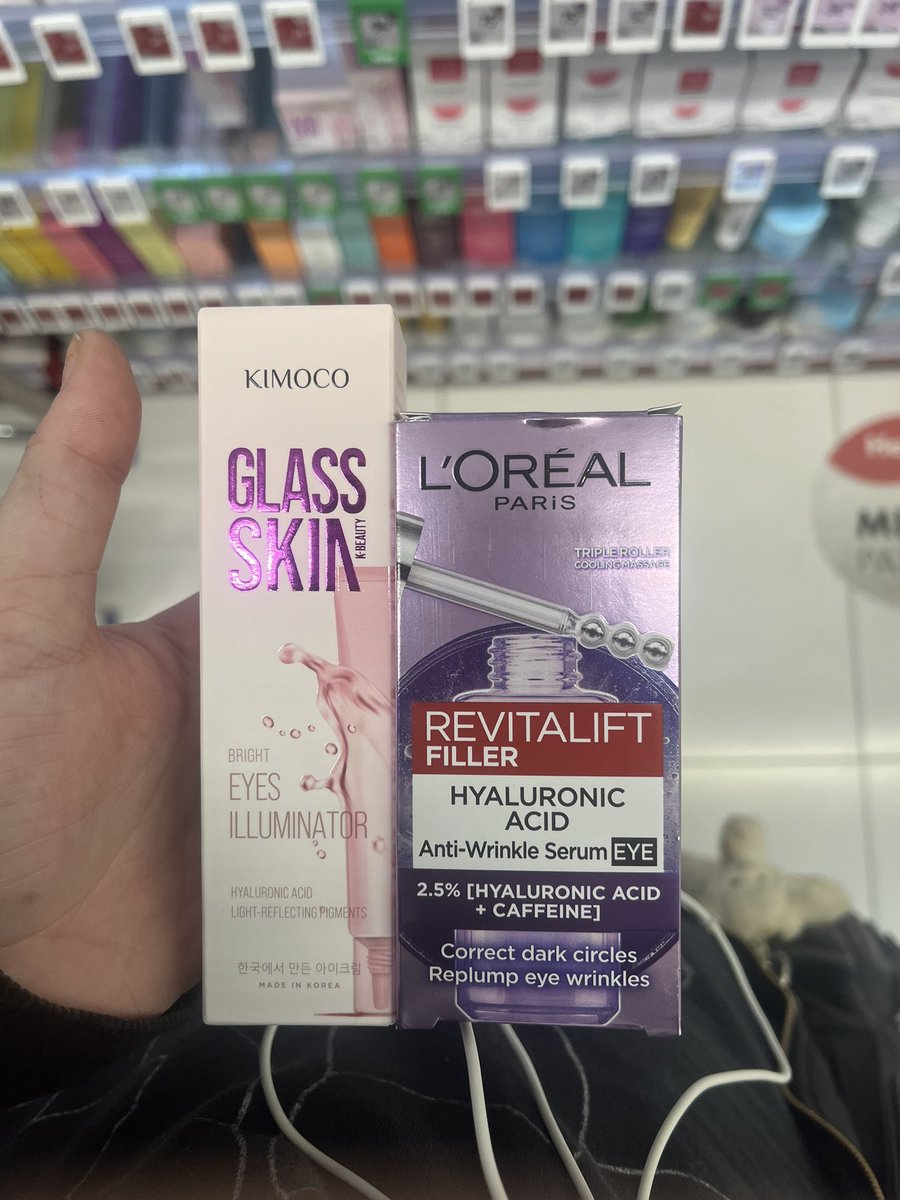 KIMOCO
GLASS
SKIN
K-BEAUTY
BRIGHT
EYES
ILLUMINATOR
HYALURONIC ACID
LIGHT-REFLECTING PIGMENTS
한국에서 만든 아이크림
MADE IN KOREA
L'ORÉAL
PARIS
TRIPLE ROLLER
COOLING MASSAGE
REVITALIFT
FILLER
HYALURONIC
ACID
Anti-Wrinkle Serum EYE
2.5% [HYALURONIC ACID
+ CAFFEINE]
Correct dark circles
Replump eye wrinkles